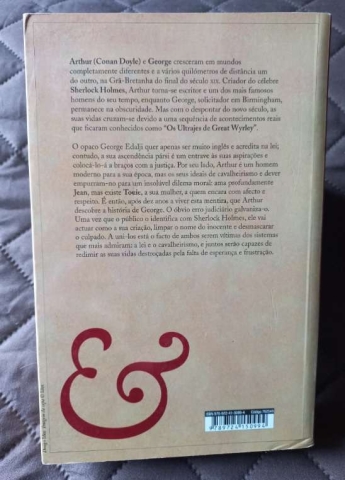 Arthur (Conan Doyle) e George cresceram em mundos
completamente diferentes e a vários quilómetros de distância um
do outro, na Grã-Bretanha do final do século XIX. Criador do célebre
Sherlock Holmes, Arthur torna-se escritor e um dos mais famosos
homens do seu tempo, enquanto George, solicitador em Birmingham,
permanece na obscuridade. Mas com o despontar do novo século, as
suas vidas cruzam-se devido a uma sequência de acontecimentos reais
que ficaram conhecidos como "Os Ultrajes de Great Wyrley".
O opaco George Edalji quer apenas ser muito inglês e acredita na lei;
contudo, a sua ascendência pársi é um entrave às suas aspirações e
colocá-lo-á a braços com a justiça. Por um lado, Arthur é um homem
moderno para a sua época, mas os seus ideais de cavalheirismo e dever
empurram-no para um insolúvel dilema moral: ama profundamente
Jean, mas existe Touie, a sua mulher, a quem encara com afecto e
respeito. É então, após dez anos a viver esta mentira, que Arthur
descobre a história de George. O óbvio erro judiciário galvaniza-o.
Uma vez que o público o identifica com Sherlock Holmes, ele vai
actuar como a sua criação, limpar o nome do inocente e desmascarar
o culpado. A uni-los está o facto de ambos serem vítimas dos sistemas
que mais admiram: a lei e o cavalheirismo, e juntos serão capazes de
redimir as suas vidas destroçadas pela falta de esperança e frustração.
&